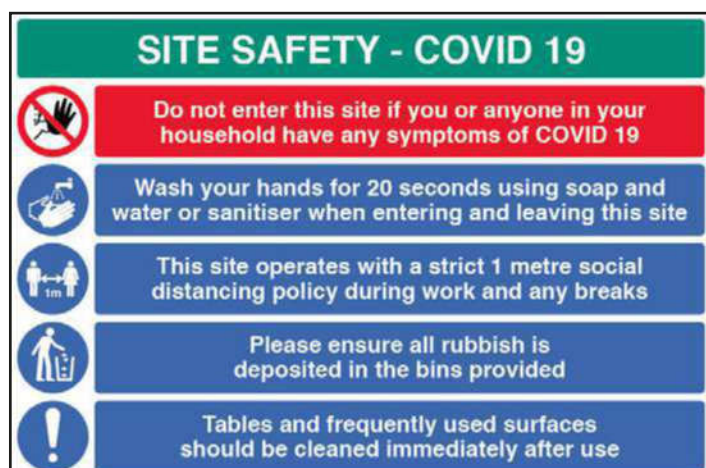 SITE SAFETY - COVID 19
Do not enter this site if you or anyone in your
household have any symptoms of COVID 19
Wash your hands for 20 seconds using soap and
water or sanitiser when entering and leaving this site
This site operates with a strict 1 metre social
distancing policy during work and any breaks
1m
Please ensure all rubbish is
deposited in the bins provided
Tables and frequently used surfaces
should be cleaned immediately after use